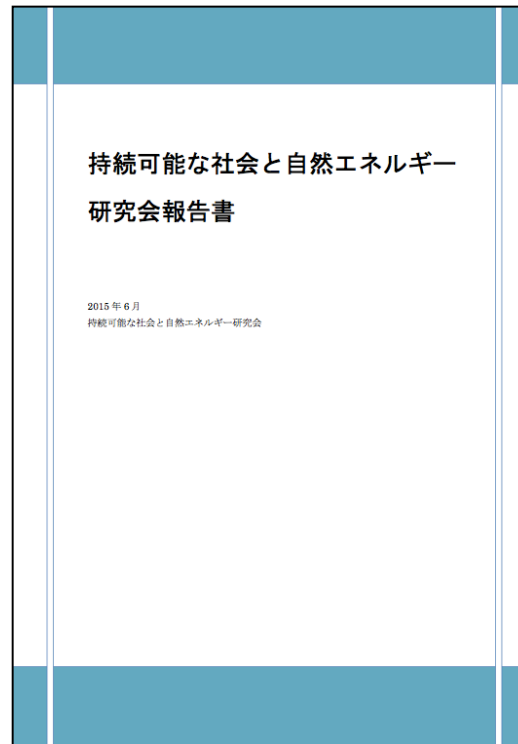 持続可能な社会と自然エネルギー
研究会報告書
2015年6月
持続可能な社会と自然エネルギー研究会